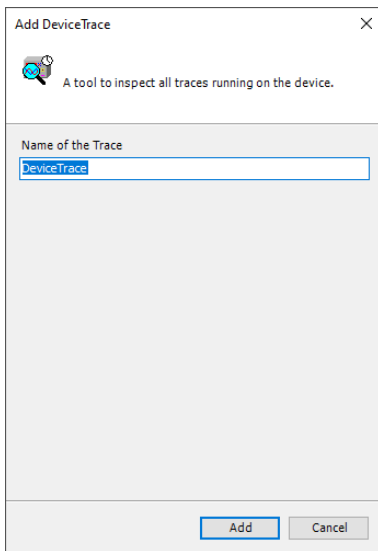 Add DeviceTrace
A tool to inspect all traces running on the device.
Name of the Trace
DeviceTrace
Add
Cancel